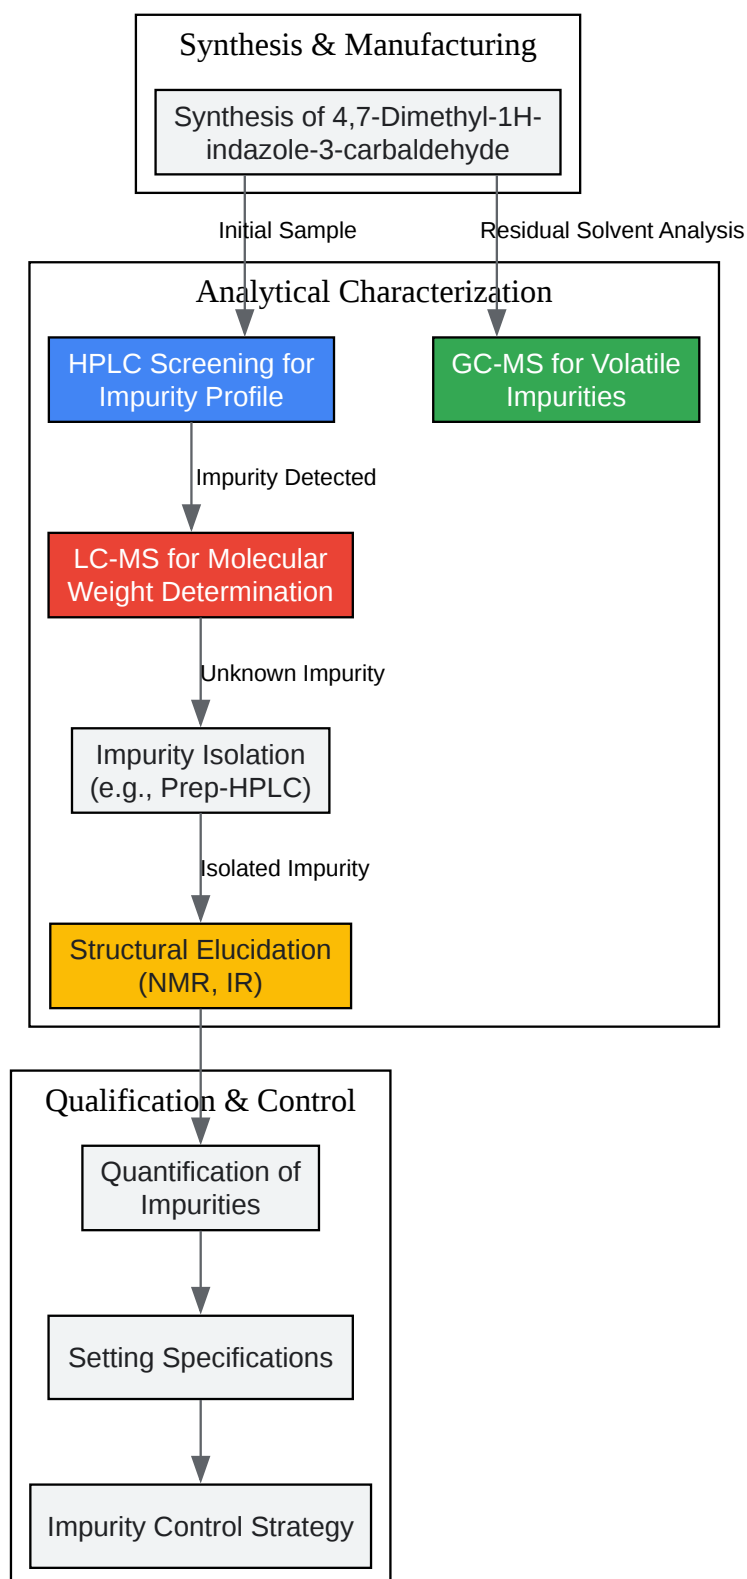 Synthesis & Manufacturing
Synthesis of 4,7-Dimethyl-1H-
indazole-3-carbaldehyde
Initial Sample
Residual Solvent Analysis
Analytical Characterization
HPLC Screening for
Impurity Profile
GC-MS for Volatile
Impurities
Impurity Detected
LC-MS for Molecular
Weight Determination
Unknown Impurity
Impurity Isolation
(e.g., Prep-HPLC)
Isolated Impurity
Structural Elucidation
(NMR, IR)
Qualification & Control
Quantification of
Impurities
Setting Specifications
Impurity Control Strategy